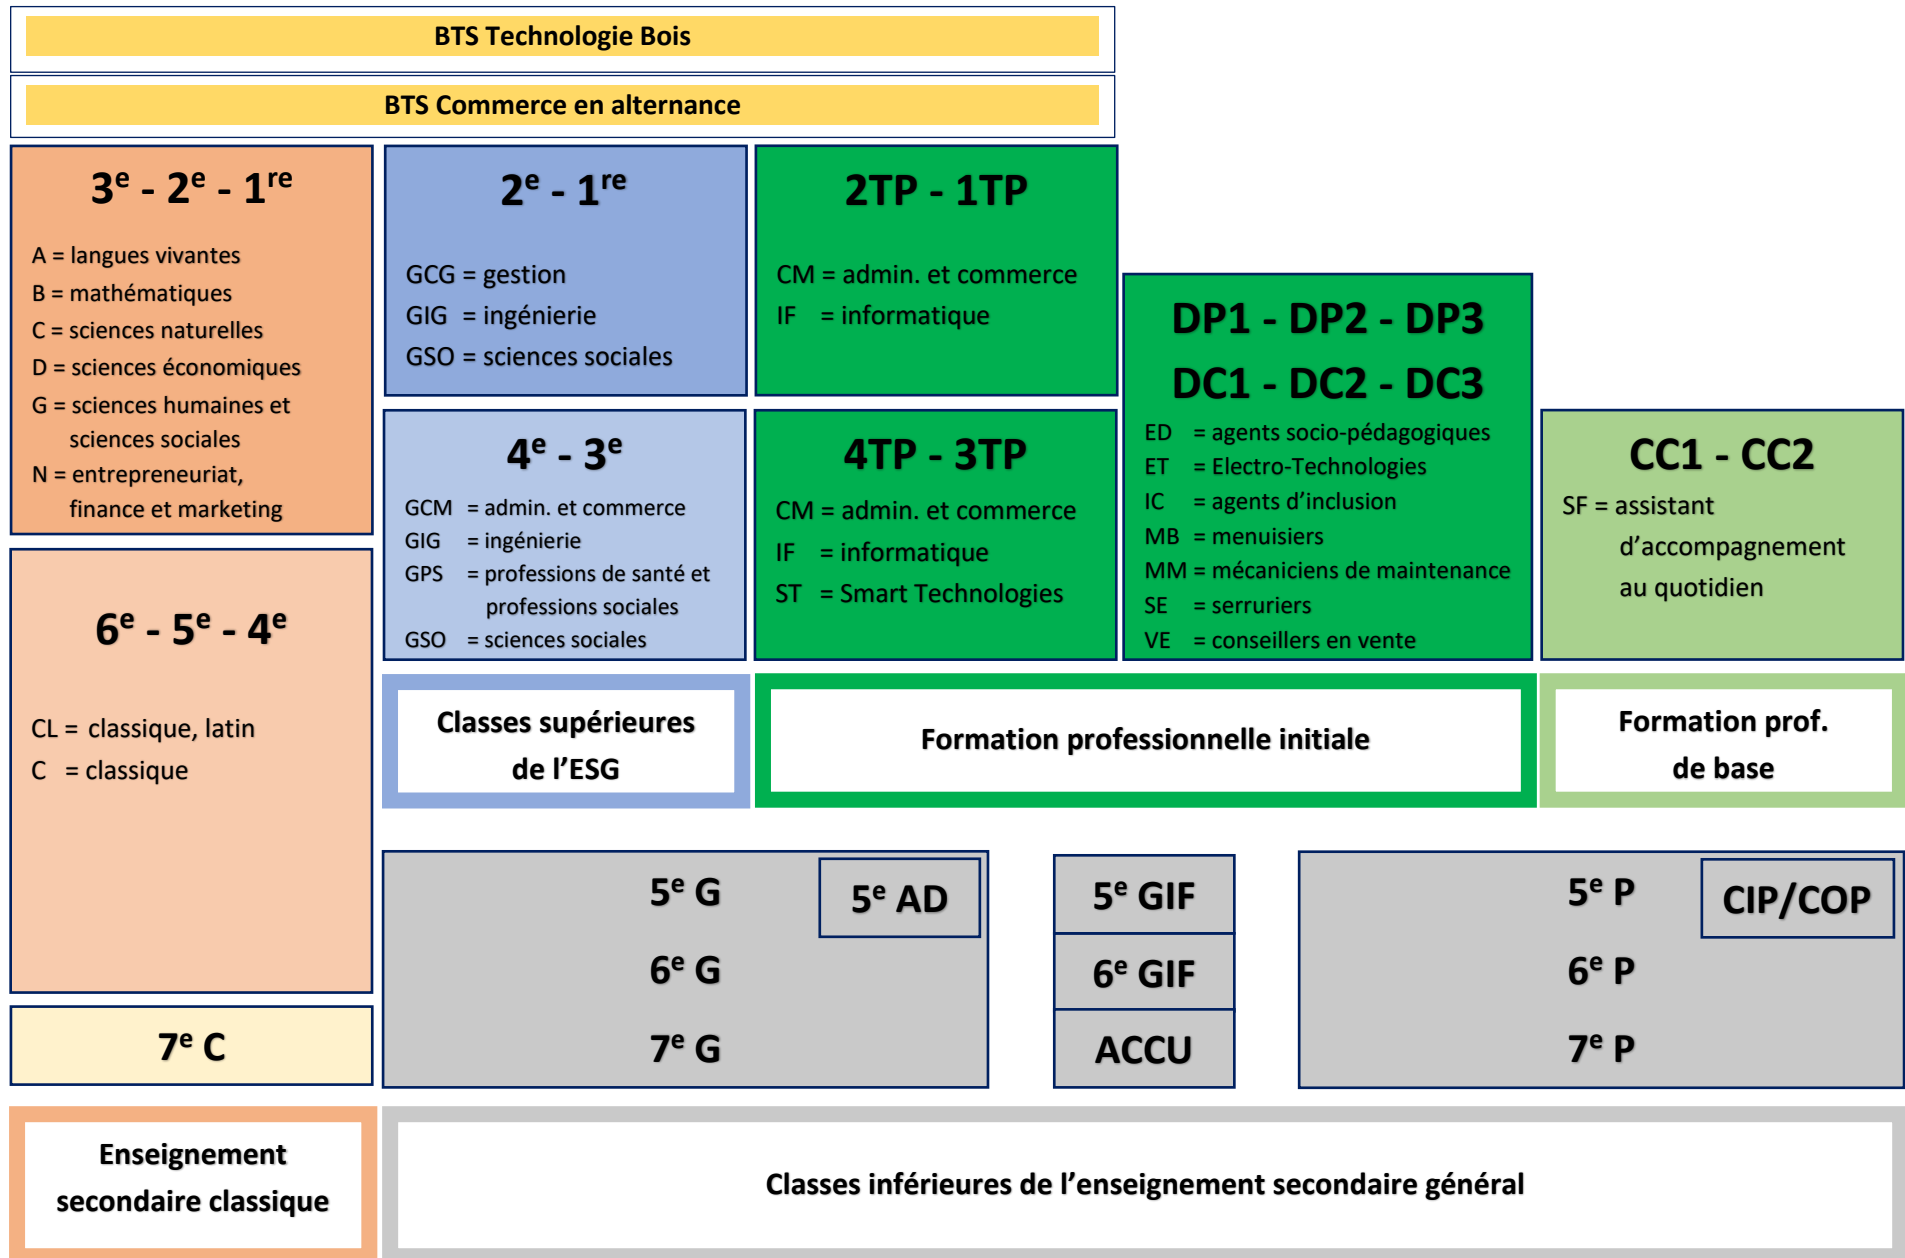 BTS Technologie Bois
BTS Commerce en alternance
3e - 2e - 1re
A = langues vivantes
B = mathématiques
C = sciences naturelles
D = sciences économiques
G = sciences humaines et
sciences sociales
N = entrepreneuriat,
finance et marketing
6e - 5e - 4e
CL = classique, latin
C = classique
7e C
Enseignement
secondaire classique
2e - 1re
GCG = gestion
GIG = ingénierie
GSO = sciences sociales
4e - 3e
GCM = admin. et commerce
GIG = ingénierie
GPS = professions de santé et
professions sociales
GSO = sciences sociales
Classes supérieures
de l’ESG
2TP - 1TP
CM = admin. et commerce
IF = informatique
4TP - 3TP
CM = admin. et commerce
IF = informatique
ST = Smart Technologies
DP1 - DP2 - DP3
DC1 - DC2 - DC3
ED = agents socio-pédagogiques
ET = Electro-Technologies
IC = agents d’inclusion
MB = menuisiers
MM = mécaniciens de maintenance
SE = serruriers
VE = conseillers en vente
Formation professionnelle initiale
CC1 - CC2
SF = assistant
d’accompagnement
au quotidien
Formation prof.
de base
5e G
5e AD
6e G
7e G
5e GIF
6e GIF
ACCU
5e P
CIP/COP
6e P
7e P
Classes inférieures de l’enseignement secondaire général